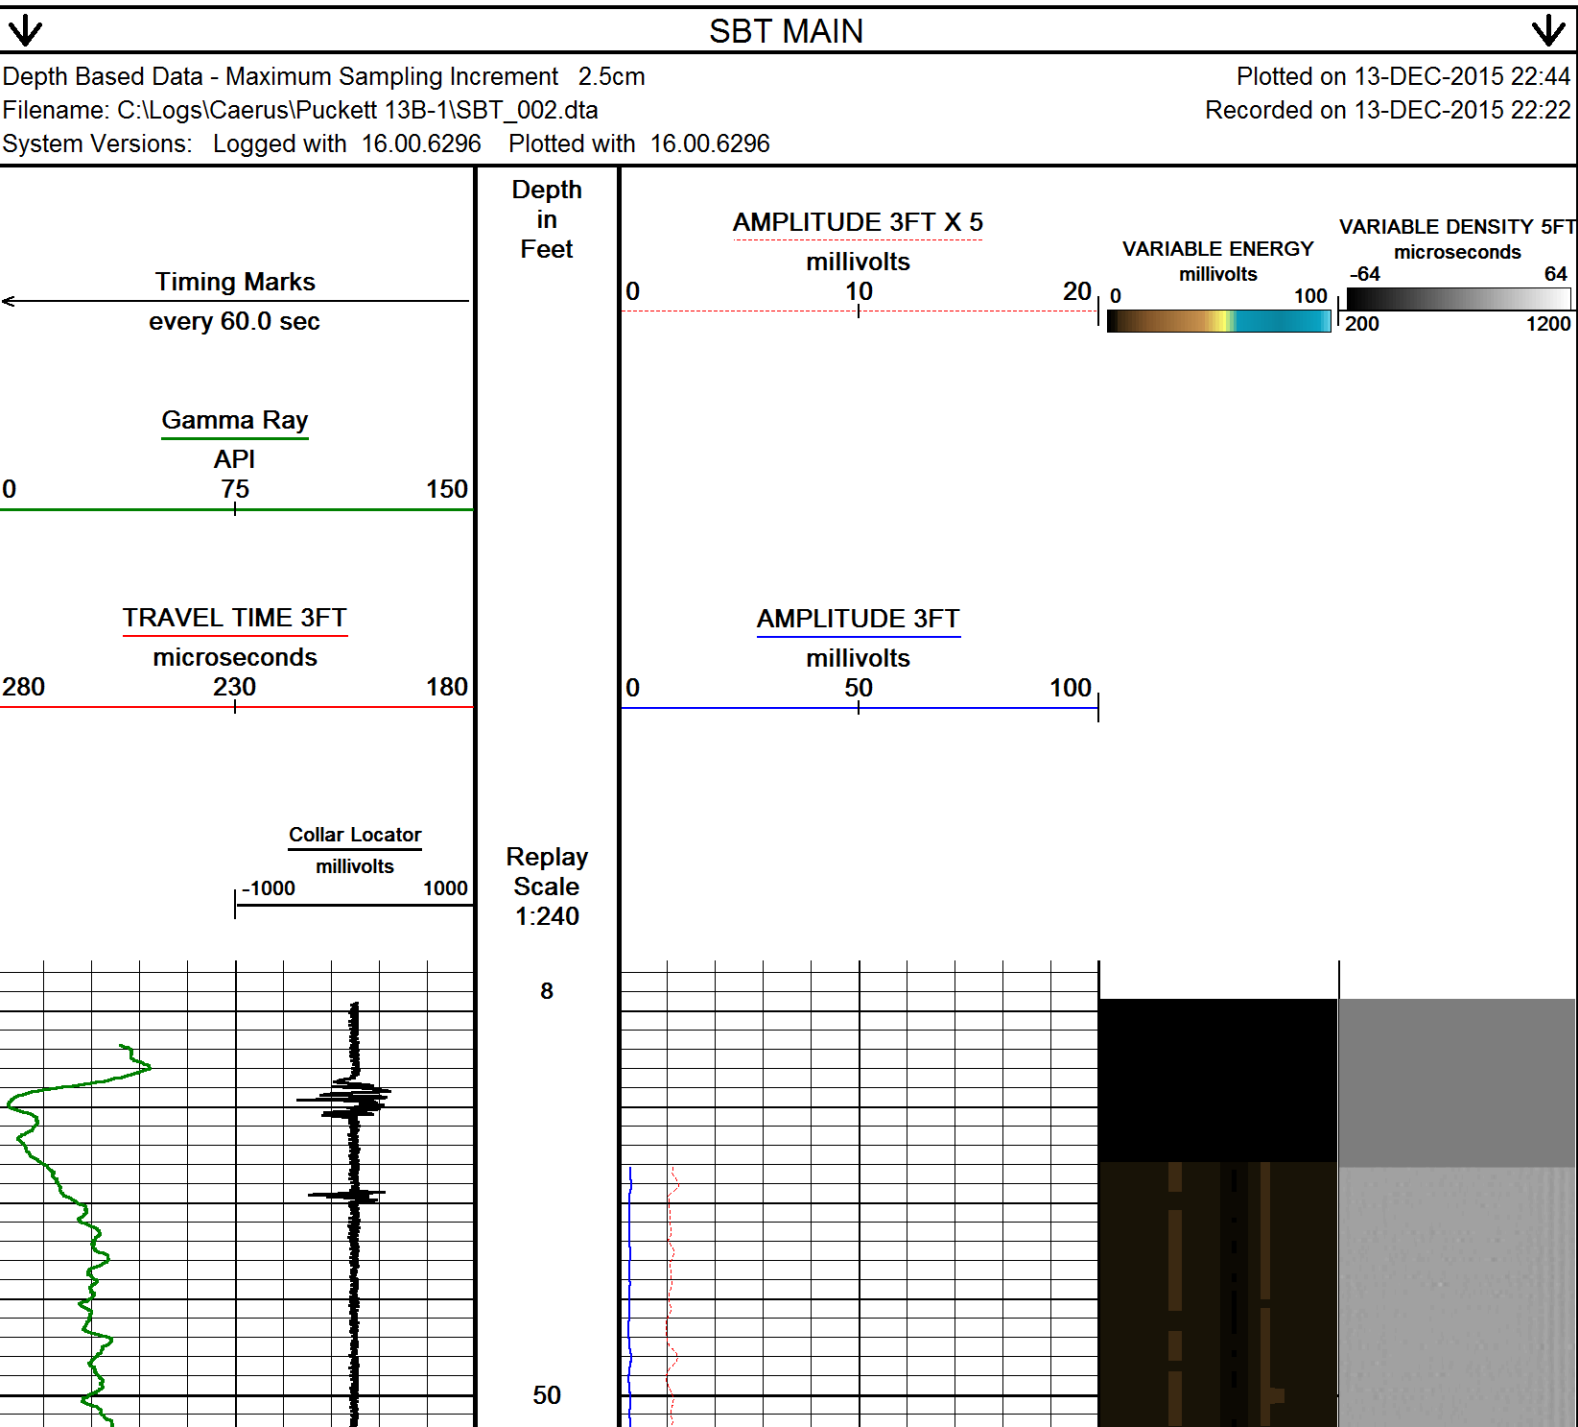 SBT MAIN
Depth Based Data - Maximum Sampling Increment 2.5cm
Plotted on 13-DEC-2015 22:44
Filename: C:\Logs\Caerus\Puckett 13B-1\SBT_002.dta
Recorded on 13-DEC-2015 22:22
System Versions: Logged with 16.00.6296 Plotted with 16.00.6296
Timing Marks
every 60.0 sec
Gamma Ray
API
0 75 150
TRAVEL TIME 3FT
microseconds
280 230 180
Collar Locator
millivolts
-1000 1000
Depth
in
Feet
Replay
Scale
1:240
8
50
AMPLITUDE 3FT X 5
millivolts
0 10 20
AMPLITUDE 3FT
millivolts
0 50 100
VARIABLE ENERGY
millivolts
0 100
VARIABLE DENSITY 5FT
microseconds
-64 64
200 1200